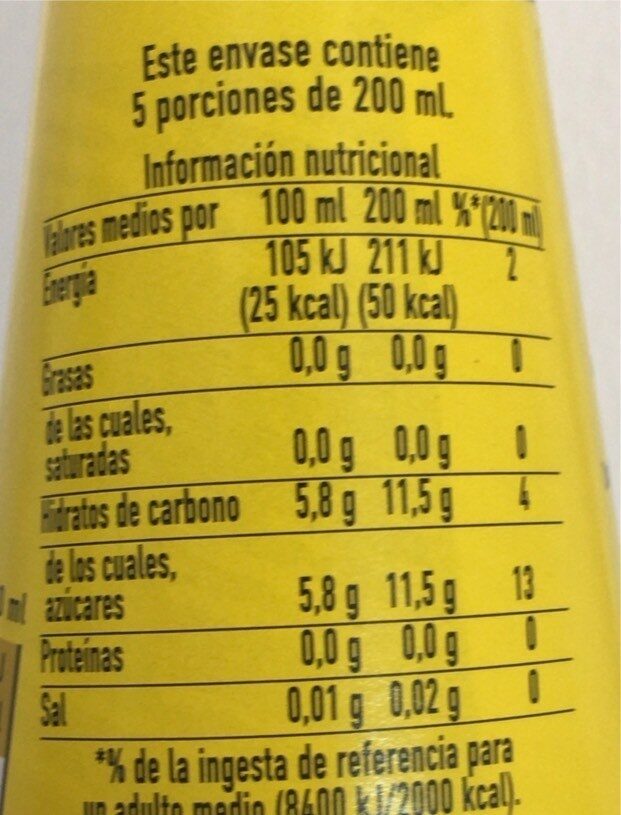 Este envase contiene
5 porciones de 200 ml.
Información nutricional
Valores medios por 100 ml 200 ml %*(200 ml)
Energía 105 kJ 211 kJ 2
(25 kcal) (50 kcal)
Grasas 0,0 g 0,0 g 0
de las cuales,
saturadas 0,0 g 0,0 g 0
Hidratos de carbono 5,8 g 11,5 g 4
de los cuales,
azúcares 5,8 g 11,5 g 13
Proteínas 0,0 g 0,0 g 0
Sal 0,01 g 0,02 g 0
*% de la ingesta de referencia para
un adulto medio (8400 kJ/2000 kcal).
ml